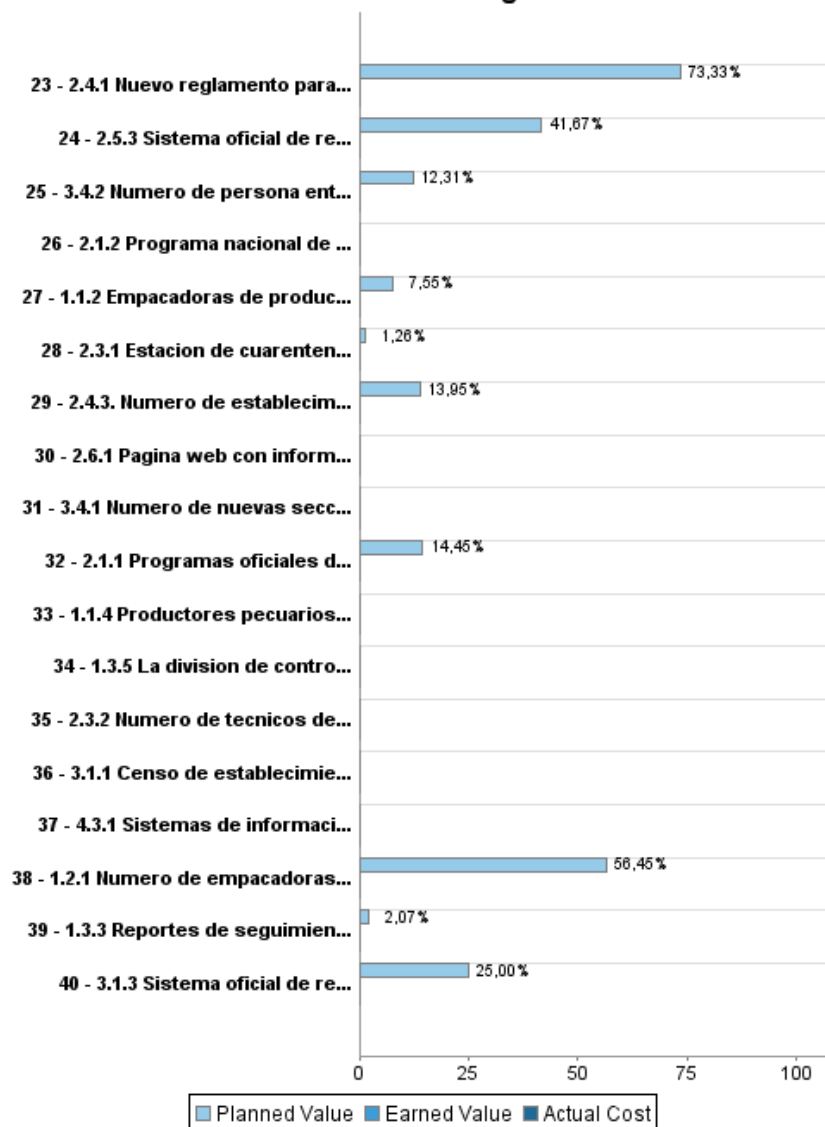 23 - 2.4.1 Nuevo reglamento para...
73,33%
24 - 2.5.3 Sistema oficial de re...
41,67%
25 - 3.4.2 Numero de persona ent...
12,31%
26 - 2.1.2 Programa nacional de ...
27 - 1.1.2 Empacadoras de produc...
7,55%
28 - 2.3.1 Estacion de cuarenten...
1,26%
29 - 2.4.3. Numero de establecim...
13,95%
30 - 2.6.1 Pagina web con inform...
31 - 3.4.1 Numero de nuevas secc...
32 - 2.1.1 Programas oficiales d...
14,45%
33 - 1.1.4 Productores pecuarios...
34 - 1.3.5 La division de contro...
35 - 2.3.2 Numero de tecnicos de...
36 - 3.1.1 Censo de establecimie...
37 - 4.3.1 Sistemas de informaci...
38 - 1.2.1 Numero de empacadoras...
56,45%
39 - 1.3.3 Reportes de seguimien...
2,07%
40 - 3.1.3 Sistema oficial de re...
25,00%
0 25 50 75 100
Planned Value Earned Value Actual Cost